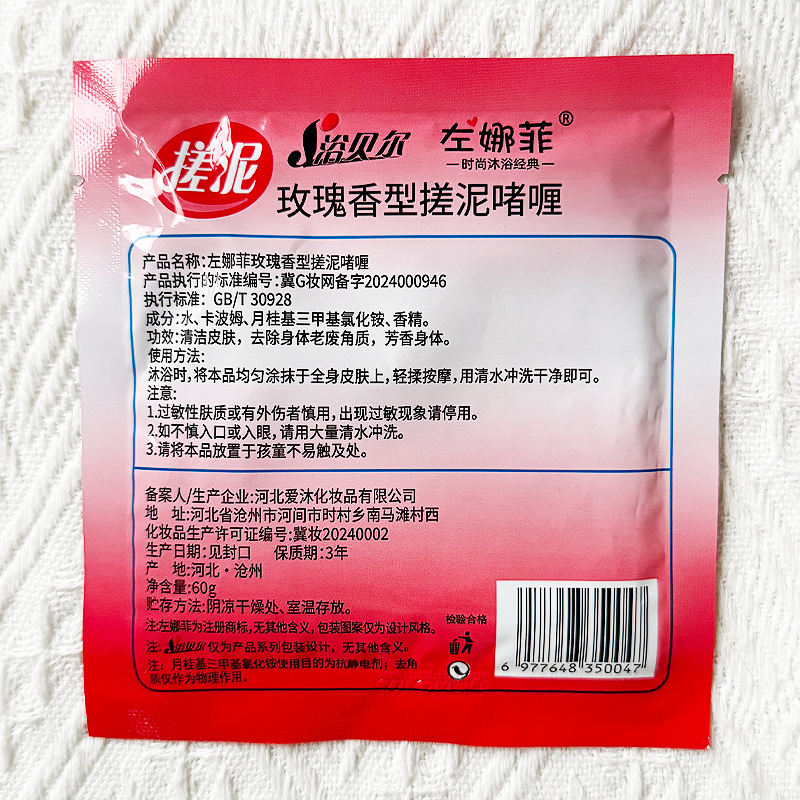 搓泥
浴贝尔
左娜菲®
时尚沐浴经典
玫瑰香型搓泥啫喱
产品名称:左娜菲玫瑰香型搓泥啫喱
产品执行的标准编号:冀G妆网备字2024000946
执行标准: GB/T 30928
成分:水、卡波姆、月桂基三甲基氯化铵、香精。
功效:清洁皮肤，去除身体老废角质，芳香身体。
使用方法:
沐浴时,将本品均匀涂抹于全身皮肤上,轻揉按摩,用清水冲洗干净即可。
注意:
1.过敏性肤质或有外伤者慎用,出现过敏现象请停用。
2.如不慎入口或入眼,请用大量清水冲洗。
3.请将本品放置于孩童不易触及处。
备案人/生产企业:河北爱沐化妆品有限公司
地 址:河北省沧州市河间市时村乡南马滩村西
化妆品生产许可证编号:冀妆20240002
生产日期:见封口 保质期:3年
产 地:河北·沧州
净含量:60g
贮存方法:阴凉干燥处、室温存放。
注:左娜菲为注册商标,无其他含义,包装图案仅为设计风格。
注:浴贝尔仅为产品系列包装设计,无其他含义。
注:月桂基三甲基氯化铵使用目的为抗静电剂;去角
质仅作为物理作用。
检验合格
6 977648 350047